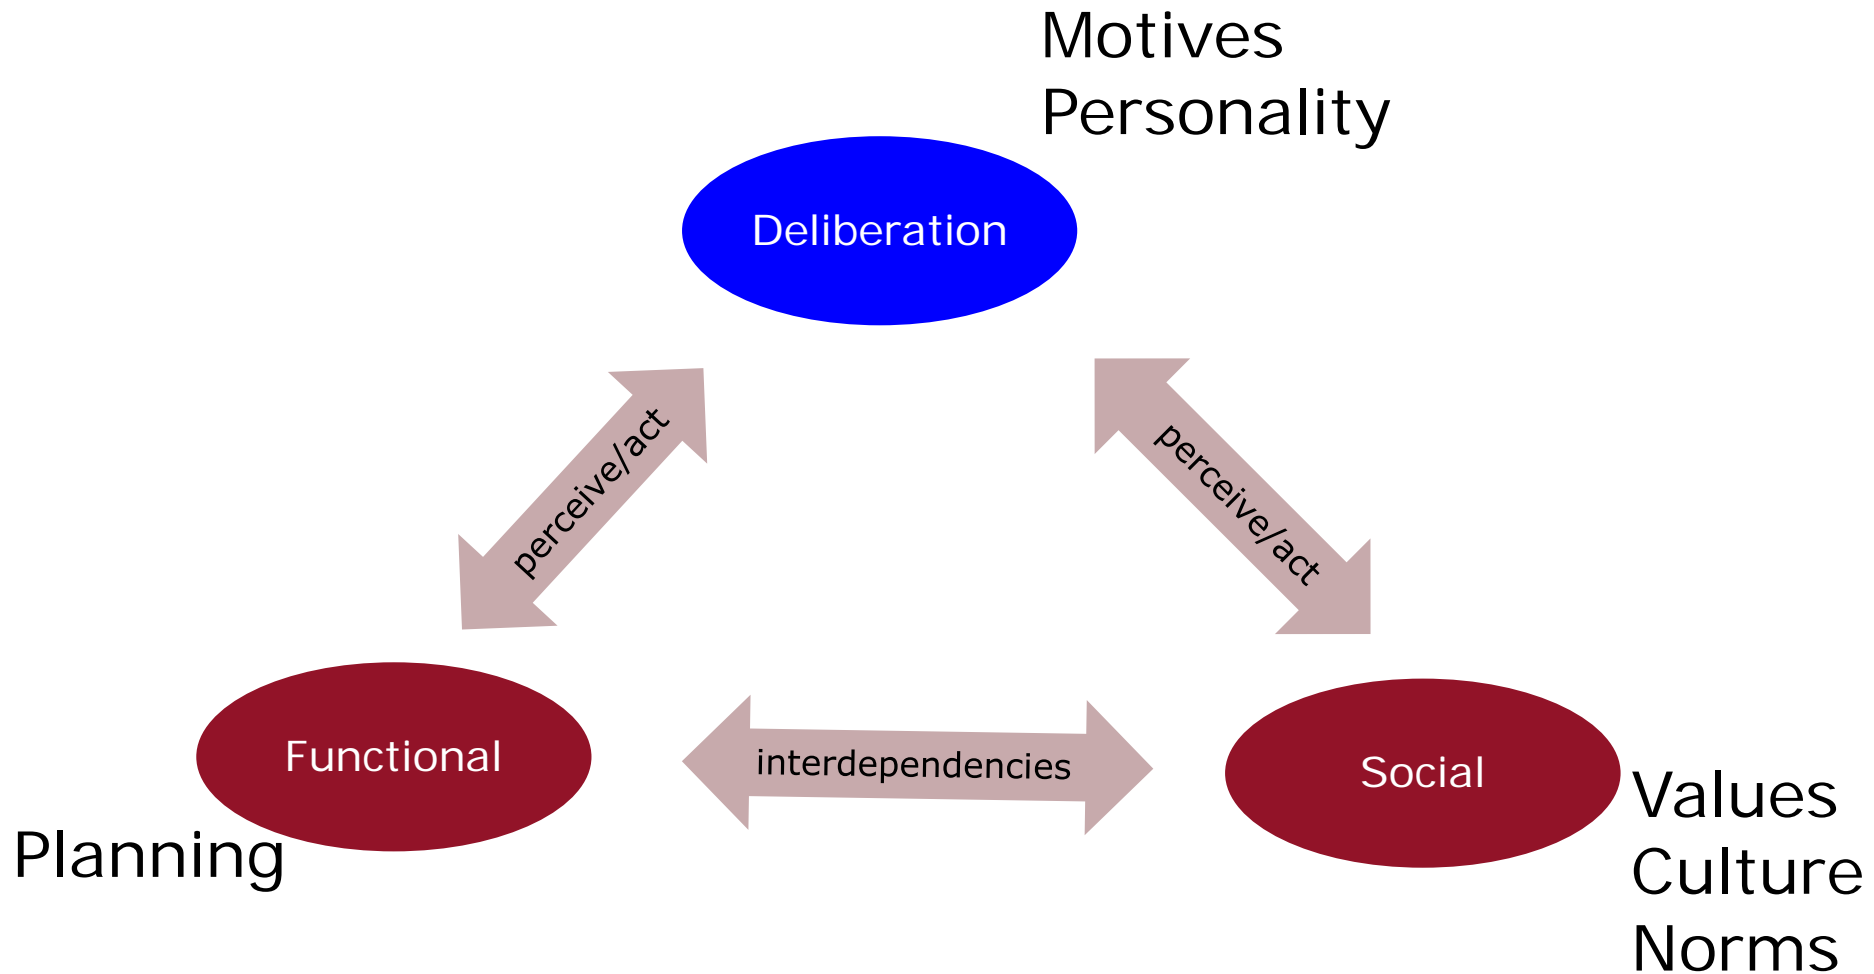 Motives
Personality
Deliberation
perceive/act
perceive/act
Functional
interdependencies
Social
Planning
Values
Culture
Norms